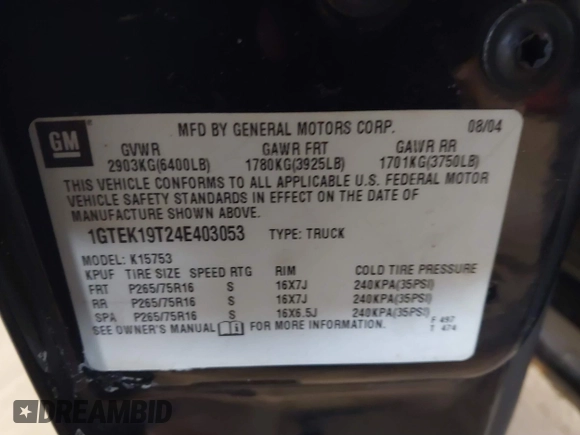 GM
MFD BY GENERAL MOTORS CORP. 08/04
GVWR GAWR FRT GAWR RR
2903KG(6400LB) 1780KG(3925LB) 1701KG(3750LB)
THIS VEHICLE CONFORMS TO ALL APPLICABLE U.S. FEDERAL MOTOR
VEHICLE SAFETY STANDARDS IN EFFECT ON THE DATE OF
MANUFACTURE SHOWN ABOVE.
1GTEK19T24E403053 TYPE: TRUCK
MODEL: K15753
KPUF TIRE SIZE SPEED RTG RIM COLD TIRE PRESSURE
FRT P265/75R16 S 16X7J 240KPA(35PSI)
RR P265/75R16 S 16X7J 240KPA(35PSI)
SPA P265/75R16 S 16X6.5J 240KPA(35PSI)
SEE OWNER'S MANUAL FOR MORE INFORMATION. F 497
T 474
DREAMBID